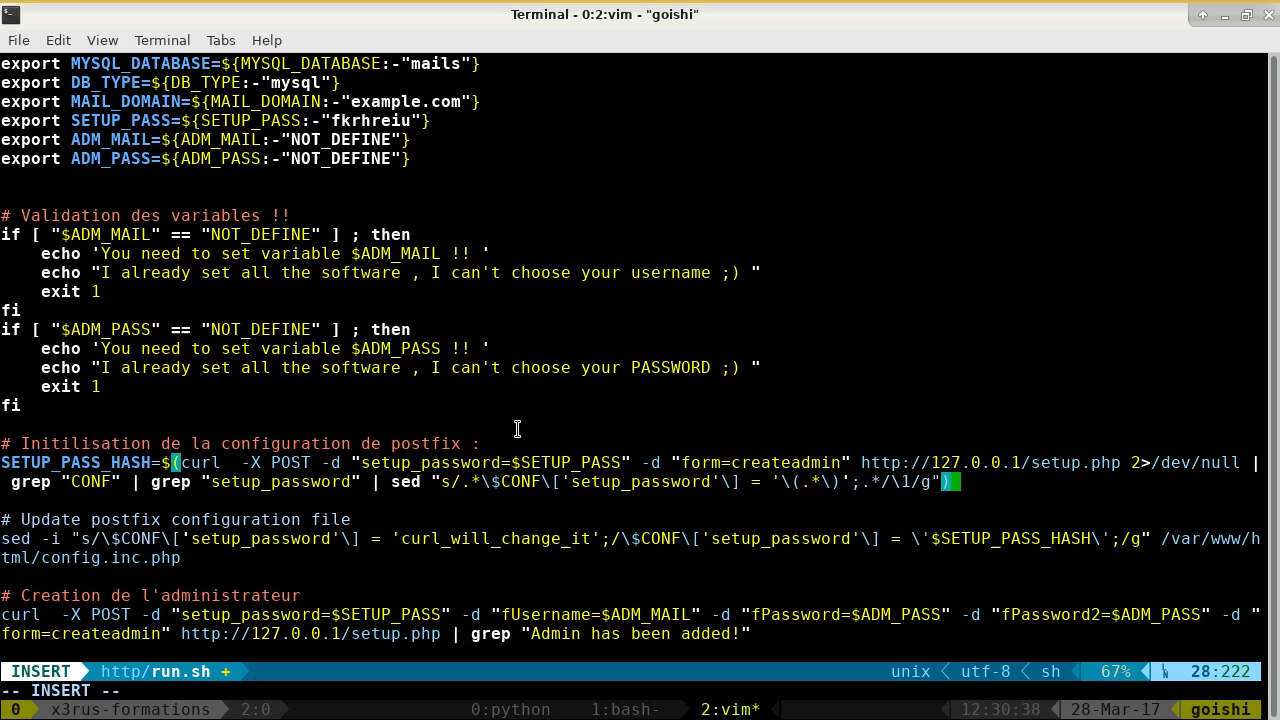 Terminal - 0:2:vim - "goishi"
File Edit View Terminal Tabs Help
export MYSQL_DATABASE=${MYSQL_DATABASE:-"mails"}
export DB_TYPE=${DB_TYPE:-"mysql"}
export MAIL_DOMAIN=${MAIL_DOMAIN:-"example.com"}
export SETUP_PASS=${SETUP_PASS:-"fkrhreiu"}
export ADM_MAIL=${ADM_MAIL:-"NOT_DEFINE"}
export ADM_PASS=${ADM_PASS:-"NOT_DEFINE"}
# Validation des variables !!
if [ "$ADM_MAIL" == "NOT_DEFINE" ] ; then
    echo 'You need to set variable $ADM_MAIL !! '
    echo "I already set all the software , I can't choose your username ;) "
    exit 1
fi
if [ "$ADM_PASS" == "NOT_DEFINE" ] ; then
    echo 'You need to set variable $ADM_PASS !! '
    echo "I already set all the software , I can't choose your PASSWORD ;) "
    exit 1
fi
# Initilisation de la configuration de postfix :
SETUP_PASS_HASH=$(curl  -X POST -d "setup_password=$SETUP_PASS" -d "form=createadmin" http://127.0.0.1/setup.php 2>/dev/null |
 grep "CONF" | grep "setup_password" | sed "s/.*\$CONF\['setup_password'\] = '\(.*\)';.*/\1/g")
# Update postfix configuration file
sed -i "s/\$CONF\['setup_password'\] = 'curl_will_change_it';/\$CONF\['setup_password'\] = \'$SETUP_PASS_HASH\';/g" /var/www/h
tml/config.inc.php
# Creation de l'administrateur
curl  -X POST -d "setup_password=$SETUP_PASS" -d "fUsername=$ADM_MAIL" -d "fPassword=$ADM_PASS" -d "fPassword2=$ADM_PASS" -d "
form=createadmin" http://127.0.0.1/setup.php | grep "Admin has been added!"
INSERT http/run.sh + unix utf-8 sh 67% 28:222
-- INSERT --
0 x3rus-formations 2:0 0:python 1:bash- 2:vim* 12:30:38 28-Mar-17 goishi